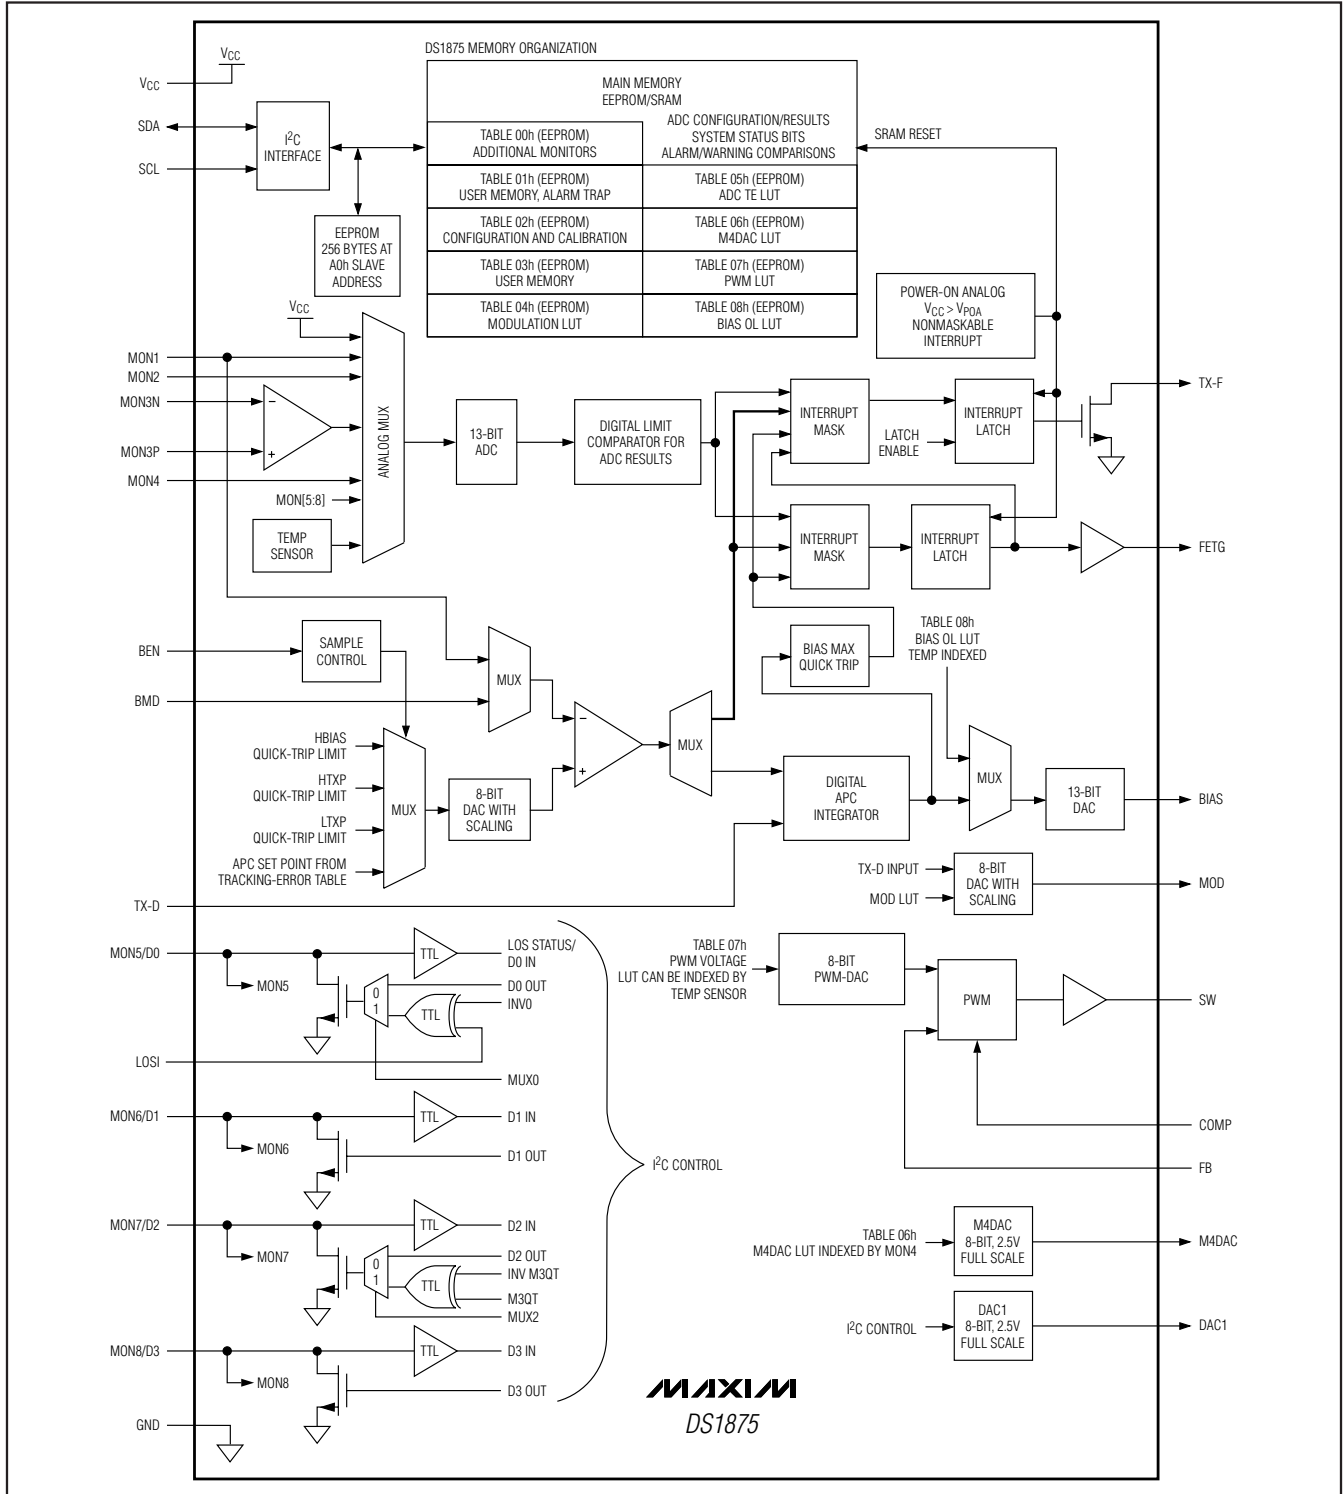 DS1875 MEMORY ORGANIZATION
MAIN MEMORY
EEPROM/SRAM
TABLE 00h (EEPROM)
ADDITIONAL MONITORS
ADC CONFIGURATION/RESULTS
SYSTEM STATUS BITS
ALARM/WARNING COMPARISONS
TABLE 01h (EEPROM)
USER MEMORY, ALARM TRAP
TABLE 05h (EEPROM)
ADC TE LUT
TABLE 02h (EEPROM)
CONFIGURATION AND CALIBRATION
TABLE 06h (EEPROM)
M4DAC LUT
TABLE 03h (EEPROM)
USER MEMORY
TABLE 07h (EEPROM)
PWM LUT
TABLE 04h (EEPROM)
MODULATION LUT
TABLE 08h (EEPROM)
BIAS OL LUT
SRAM RESET
VCC
VCC
SDA
SCL
I2C
INTERFACE
EEPROM
256 BYTES AT
A0h SLAVE
ADDRESS
POWER-ON ANALOG
VCC > VPOA
NONMASKABLE
INTERRUPT
VCC
MON1
MON2
MON3N
MON3P
MON4
−
+
MON[5:8]
TEMP
SENSOR
ANALOG MUX
13-BIT
ADC
DIGITAL LIMIT
COMPARATOR FOR
ADC RESULTS
INTERRUPT
MASK
LATCH
ENABLE
INTERRUPT
LATCH
TX-F
INTERRUPT
MASK
INTERRUPT
LATCH
FETG
BEN
SAMPLE
CONTROL
BMD
MUX
HBIAS
QUICK-TRIP LIMIT
HTXP
QUICK-TRIP LIMIT
LTXP
QUICK-TRIP LIMIT
APC SET POINT FROM
TRACKING-ERROR TABLE
MUX
8-BIT
DAC WITH
SCALING
−
+
MUX
BIAS MAX
QUICK TRIP
TABLE 08h
BIAS OL LUT
TEMP INDEXED
DIGITAL
APC
INTEGRATOR
MUX
13-BIT
DAC
BIAS
TX-D INPUT
MOD LUT
8-BIT
DAC WITH
SCALING
MOD
TX-D
MON5/D0
MON5
TTL
LOS STATUS/
D0 IN
D0 OUT
INV0
0
1
TTL
LOSI
MUX0
MON6/D1
MON6
TTL
D1 IN
D1 OUT
MON7/D2
MON7
TTL
D2 IN
D2 OUT
INV M3QT
0
1
TTL
M3QT
MUX2
MON8/D3
MON8
TTL
D3 IN
D3 OUT
GND
I2C CONTROL
TABLE 07h
PWM VOLTAGE
LUT CAN BE INDEXED BY
TEMP SENSOR
8-BIT
PWM-DAC
PWM
SW
COMP
FB
TABLE 06h
M4DAC LUT INDEXED BY MON4
M4DAC
8-BIT, 2.5V
FULL SCALE
M4DAC
I2C CONTROL
DAC1
8-BIT, 2.5V
FULL SCALE
DAC1
MAXIM
DS1875